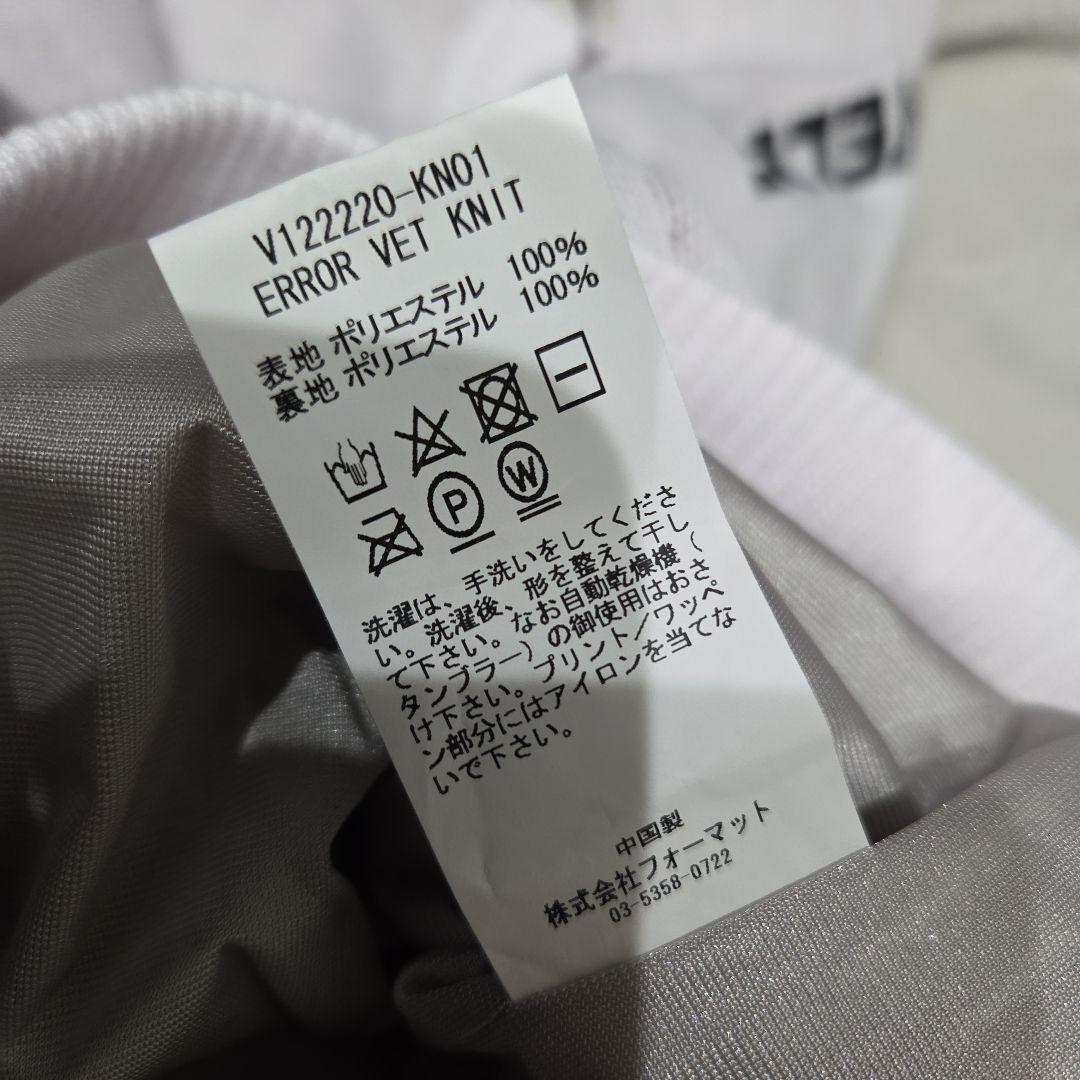 V122220-KN01
ERROR VET KNIT
表地 ポリエステル 100%
裏地 ポリエステル 100%
P
W
洗濯は、手洗いをしてくださ
い。洗濯後、形を整えて干し
て下さい。なお自動乾燥機（
タンブラー）の御使用はおさ
け下さい。プリント/ワッペ
ン部分にはアイロンを当てな
いで下さい。
中国製
株式会社フォーマット
03-5358-0722